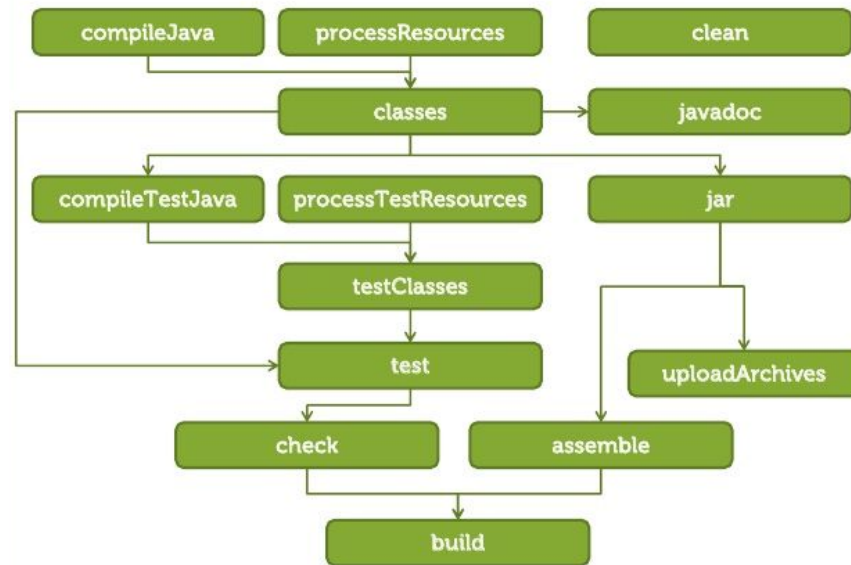 compileJava
processResources
clean
classes
javadoc
compileTestJava
processTestResources
jar
testClasses
test
uploadArchives
check
assemble
build